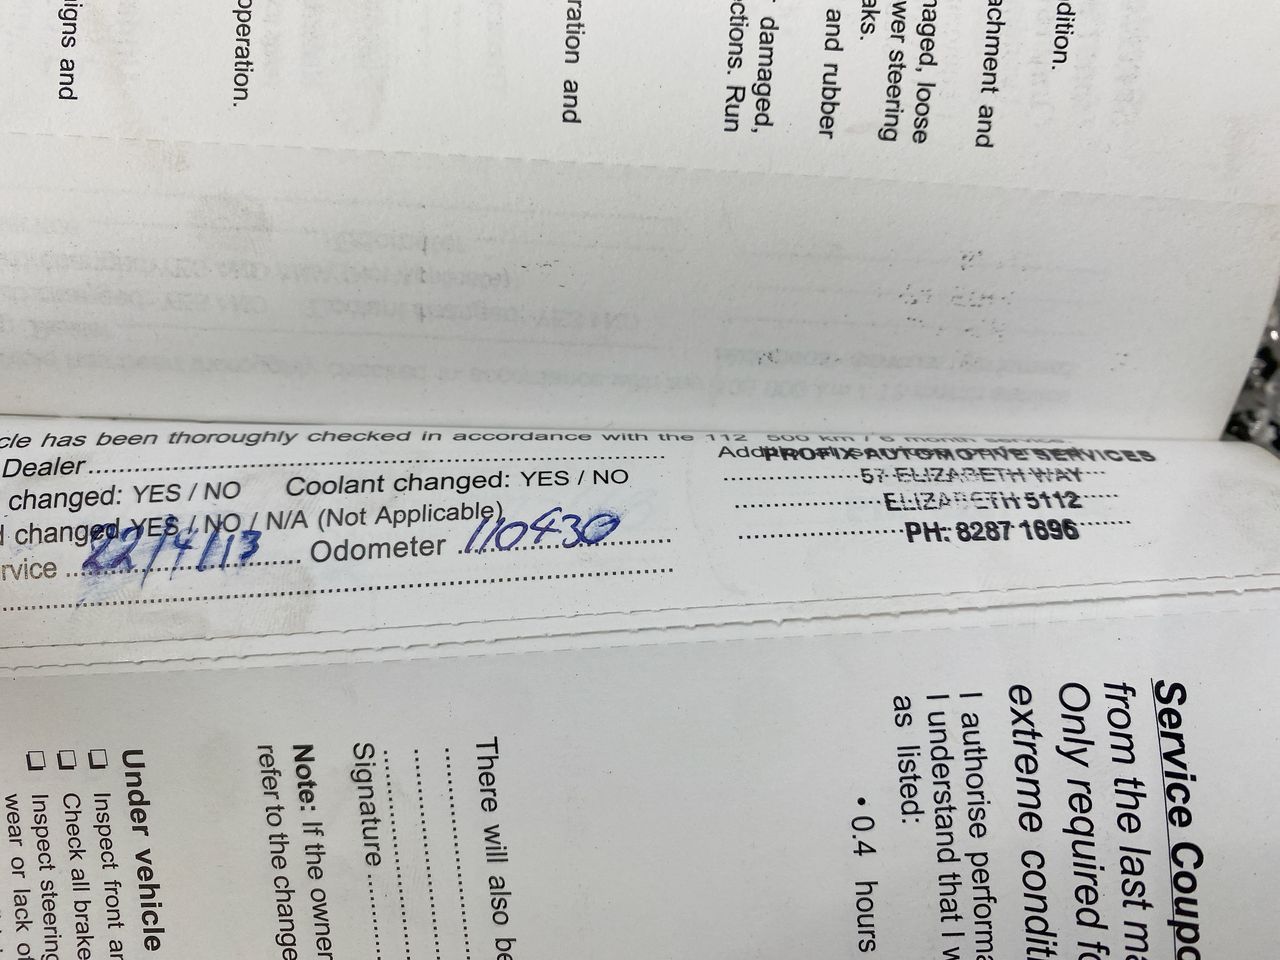 igns and
operation.
ration and
damaged,
ctions. Run
and rubber
aks.
naged, loose
wer steering
achment and
dition.
cle has been thoroughly checked in accordance with the 112 500 km / 6 month service.
Dealer
changed: YES / NO Coolant changed: YES / NO
changed YES / NO / N/A (Not Applicable)
rvice 22/4/13 Odometer 110430
PROFIX AUTOMOTIVE SERVICES
57 ELIZABETH WAY
ELIZABETH 5112
PH: 8287 1696
Service Coupo
from the last ma
Only required fo
extreme conditi
I authorise performa
I understand that I w
as listed:
• 0.4 hours
There will also be
Signature
Note: If the owner
refer to the change
Under vehicle
Inspect front ar
Check all brake
Inspect steering
wear or lack of